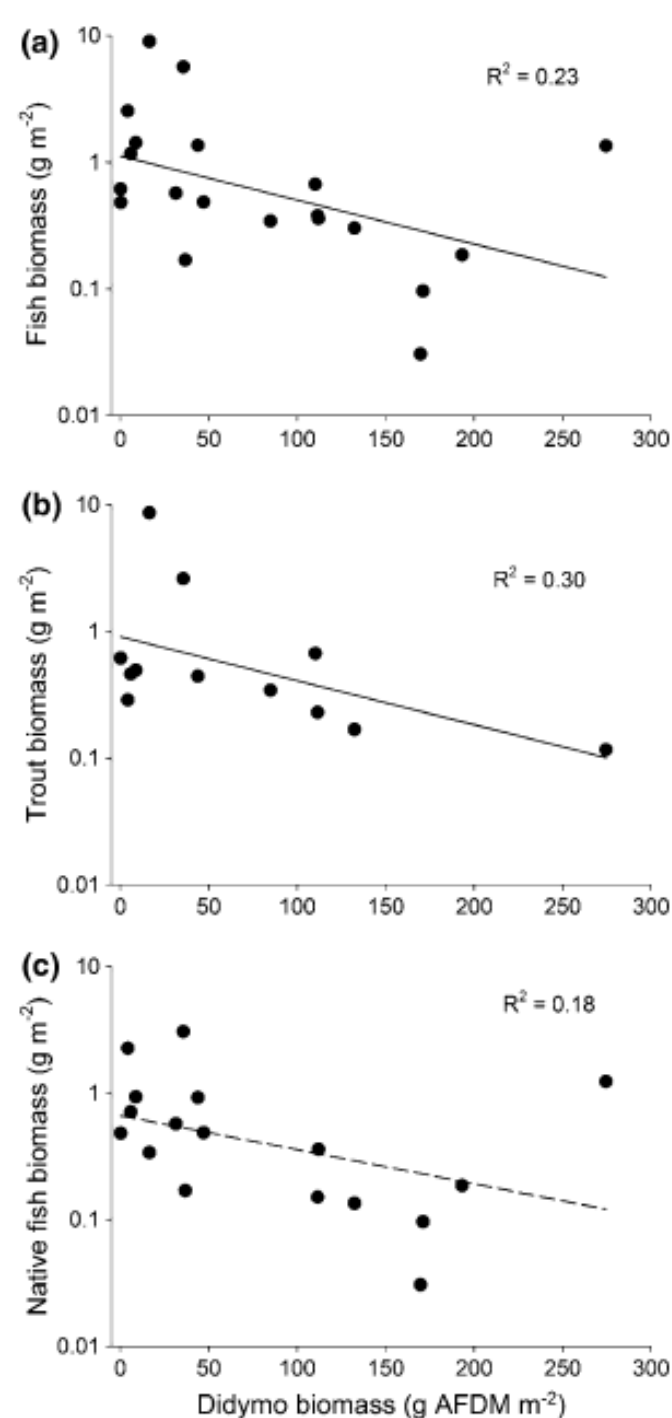 (a)
R² = 0.23
Fish biomass (g m⁻²)
10
1
0.1
0.01
0 50 100 150 200 250 300
(b)
R² = 0.30
Trout biomass (g m⁻²)
10
1
0.1
0.01
0 50 100 150 200 250 300
(c)
R² = 0.18
Native fish biomass (g m⁻²)
10
1
0.1
0.01
0 50 100 150 200 250 300
Didymo biomass (g AFDM m⁻²)